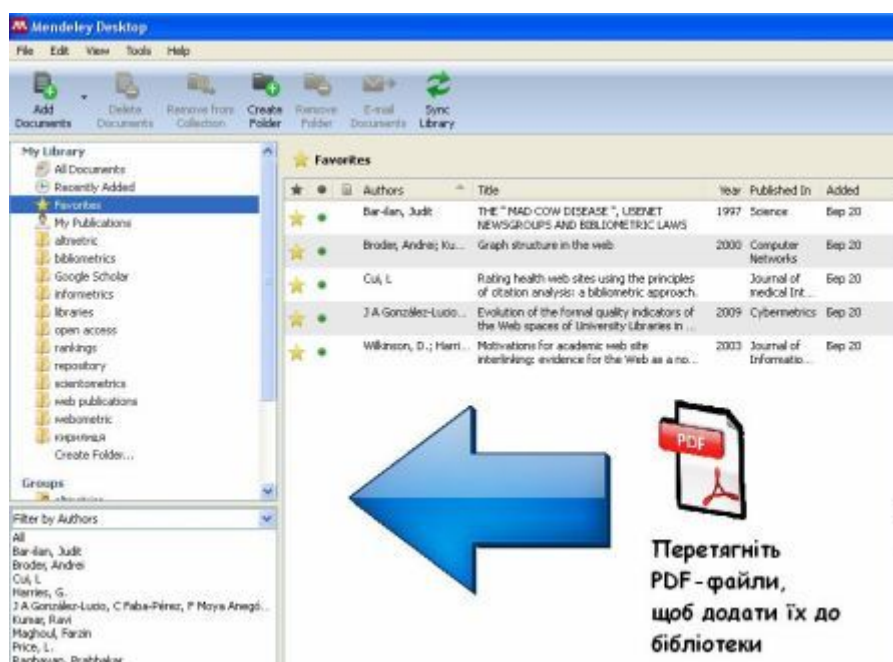 Mendeley Desktop
File Edit View Tools Help
Add Documents
Delete Documents
Remove from Collection
Create Folder
Remove Folder
E-mail Documents
Sync Library
My Library
All Documents
Recently Added
Favorites
My Publications
altmetric
bibliometrics
Google Scholar
informetrics
libraries
open access
rankings
repository
scientometrics
web publications
webometric
кирилиця
Create Folder...
Groups
Filter by Authors
All
Bar-ilan, Judit
Broder, Andrei
Cui, L
Harries, G.
J A González-Lucio, C Faba-Pérez, F Moya Anegó...
Kumar, Ravi
Maghoul, Farzin
Price, L.
Raghavan, Prabhakar
Favorites
Authors Title Year Published In Added
Bar-ilan, Judit THE " MAD COW DISEASE ", USENET 1997 Science Вер 20
NEWSGROUPS AND BIBLIOMETRIC LAWS
Broder, Andrei; Ku... Graph structure in the web 2000 Computer Вер 20
Networks
Cui, L Rating health web sites using the principles Journal of Вер 20
of citation analysis: a bibliometric approach. medical Int...
J A González-Lucio... Evolution of the formal quality indicators of 2009 Cybermetrics Вер 20
the Web spaces of University Libraries in ...
Wilkinson, D.; Harri... Motivations for academic web site 2003 Journal of Вер 20
interlinking: evidence for the Web as a no... Informatio...
PDF
Перетягніть
PDF-файли,
щоб додати їх до
бібліотеки